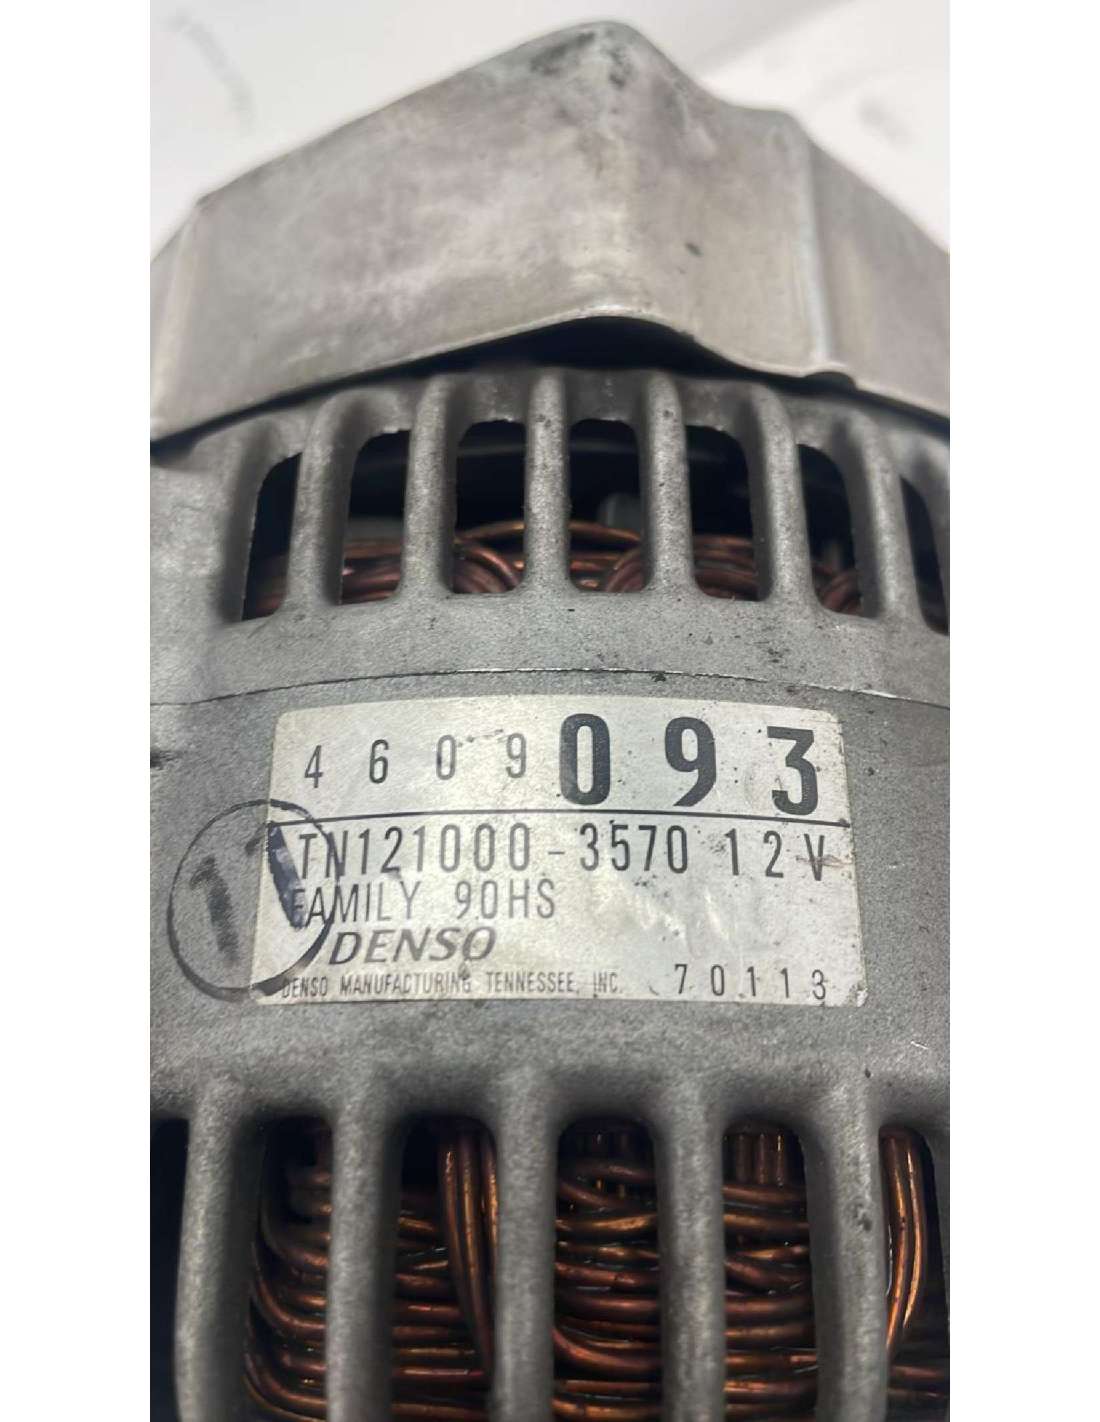 4609093
TN121000-3570 12V
FAMILY 90HS
DENSO
DENSO MANUFACTURING TENNESSEE, INC. 70113